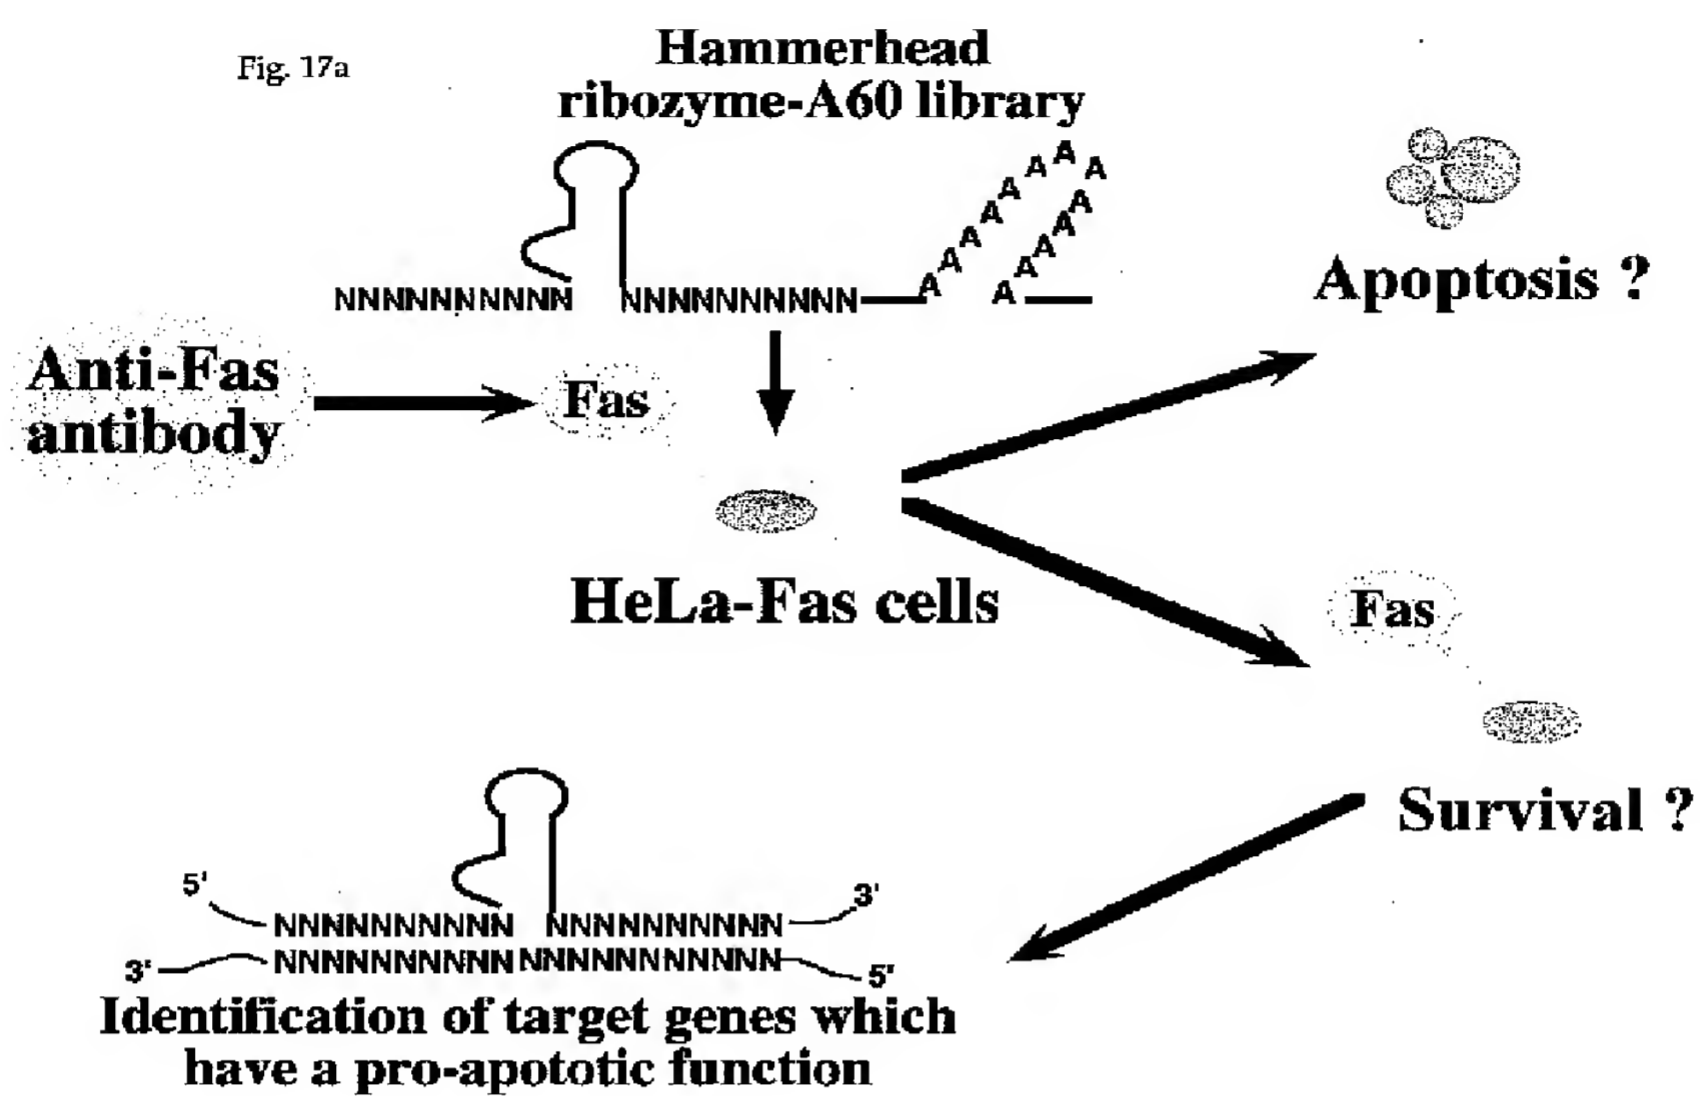 Fig. 17a
Hammerhead
ribozyme-A60 library
NNNNNNNNNN NNNNNNNNNN AAAAAAAAAAAAA
Apoptosis ?
Anti-Fas
antibody
Fas
HeLa-Fas cells
Fas
Survival ?
5' NNNNNNNNNN NNNNNNNNNN 3'
3' NNNNNNNNNNNNNNNNNNNNN 5'
Identification of target genes which
have a pro-apototic function